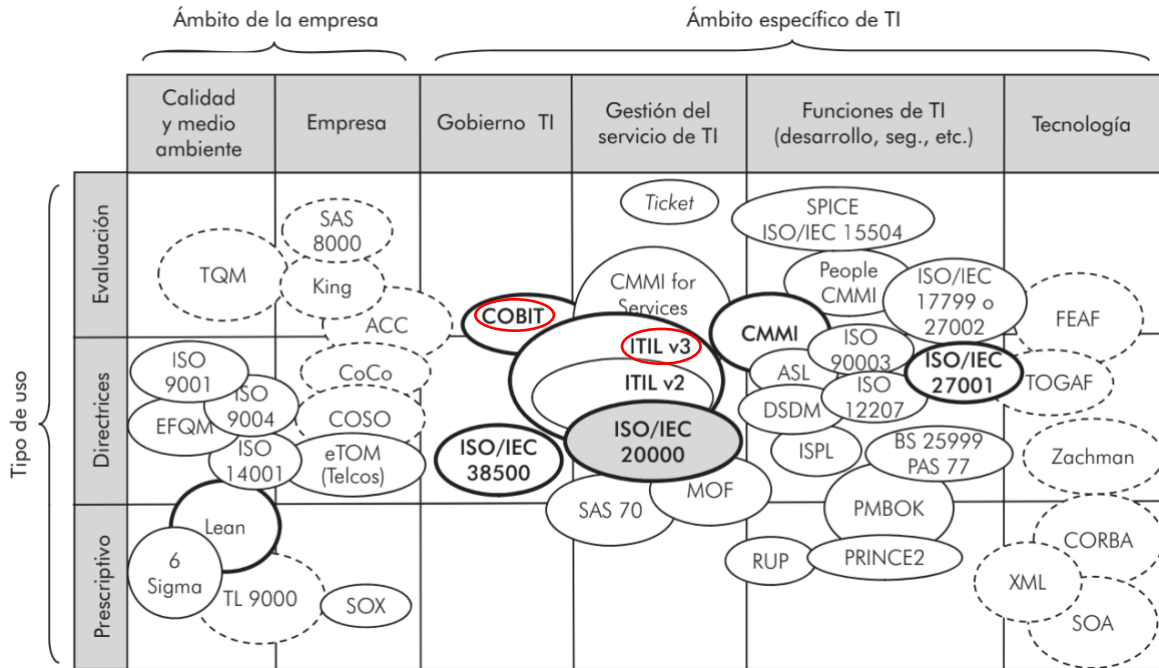 Ámbito de la empresa
Ámbito específico de TI
Calidad
y medio
ambiente
Empresa
Gobierno TI
Gestión del
servicio de TI
Funciones de TI
(desarrollo, seg., etc.)
Tecnología
Tipo de uso
Evaluación
TQM
SAS
8000
King
ACC
COBIT
Ticket
CMMI for
Services
SPICE
ISO/IEC 15504
People
CMMI
ISO/IEC
17799 o
27002
CMMI
FEAF
Directrices
ISO
9001
EFQM
ISO
9004
ISO
14001
CoCo
COSO
eTOM
(Telcos)
ISO/IEC
38500
ITIL v3
ITIL v2
ISO/IEC
20000
MOF
SAS 70
ASL
ISO
90003
DSDM
ISO
12207
ISO/IEC
27001
ISPL
BS 25999
PAS 77
TOGAF
Zachman
Prescriptivo
Lean
6
Sigma
TL 9000
SOX
PMBOK
RUP
PRINCE2
CORBA
XML
SOA